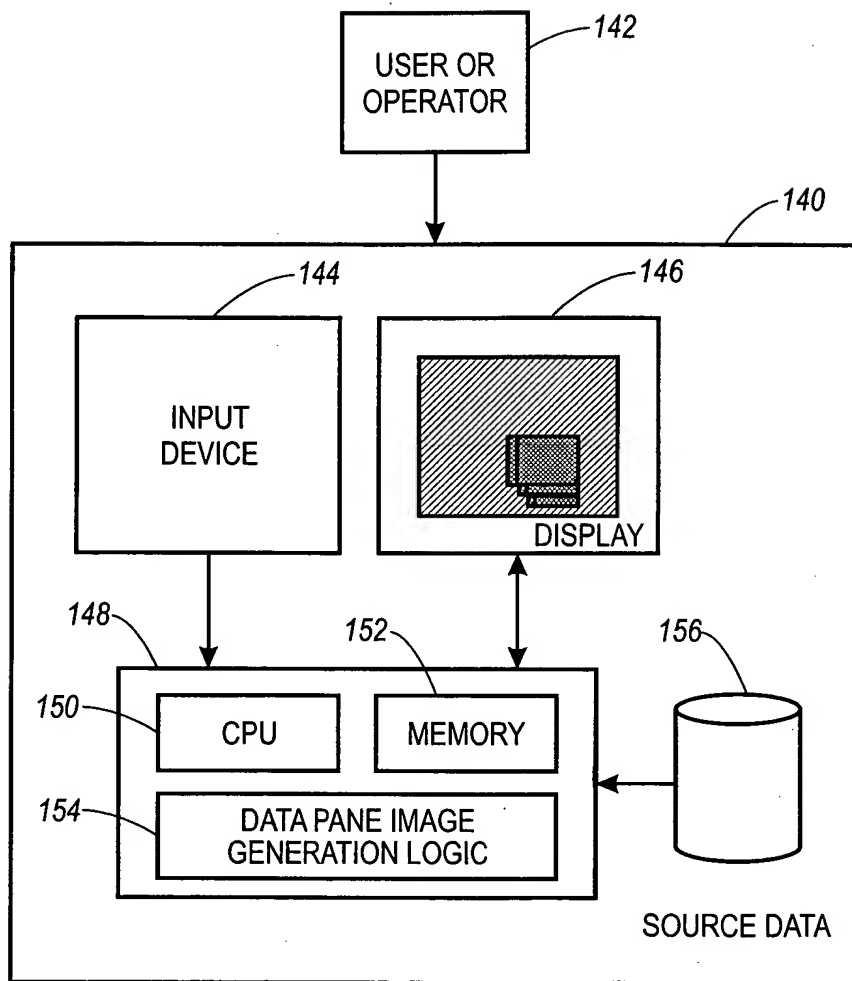 142
USER OR
OPERATOR
140
144
146
INPUT
DEVICE
DISPLAY
148
152
156
150
CPU
MEMORY
154
DATA PANE IMAGE
GENERATION LOGIC
SOURCE DATA